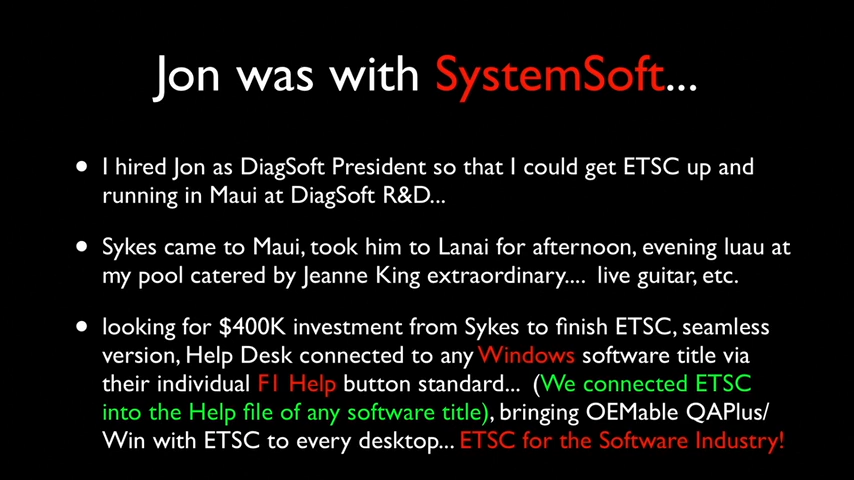 Jon was with SystemSoft...
• I hired Jon as DiagSoft President so that I could get ETSC up and
running in Maui at DiagSoft R&D...
• Sykes came to Maui, took him to Lanai for afternoon, evening luau at
my pool catered by Jeanne King extraordinary.... live guitar, etc.
• looking for $400K investment from Sykes to finish ETSC, seamless
version, Help Desk connected to any Windows software title via
their individual F1 Help button standard... (We connected ETSC
into the Help file of any software title), bringing OEMable QAPlus/
Win with ETSC to every desktop... ETSC for the Software Industry!